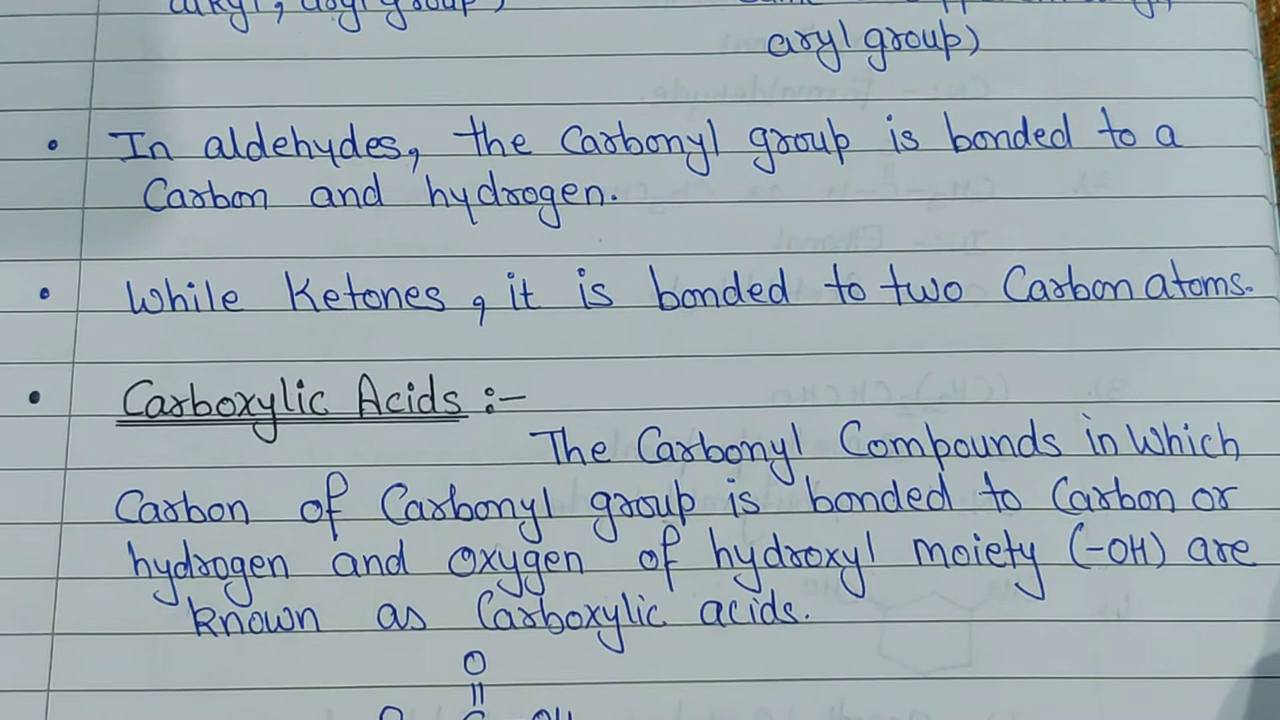 aryl group)
• In aldehydes, the Carbonyl group is bonded to a
Carbon and hydrogen.
• While Ketones, it is bonded to two Carbon atoms.
• Carboxylic Acids :-
The Carbonyl Compounds in Which
Carbon of Carbonyl group is bonded to Carbon or
hydrogen and oxygen of hydroxyl moiety (-OH) are
known as Carboxylic acids.
O